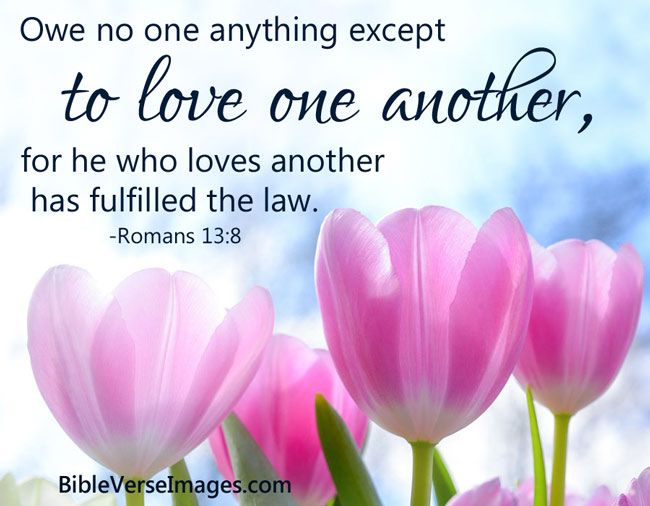 Owe no one anything except
to love one another,
for he who loves another
has fulfilled the law.
-Romans 13:8
BibleVerseImages.com